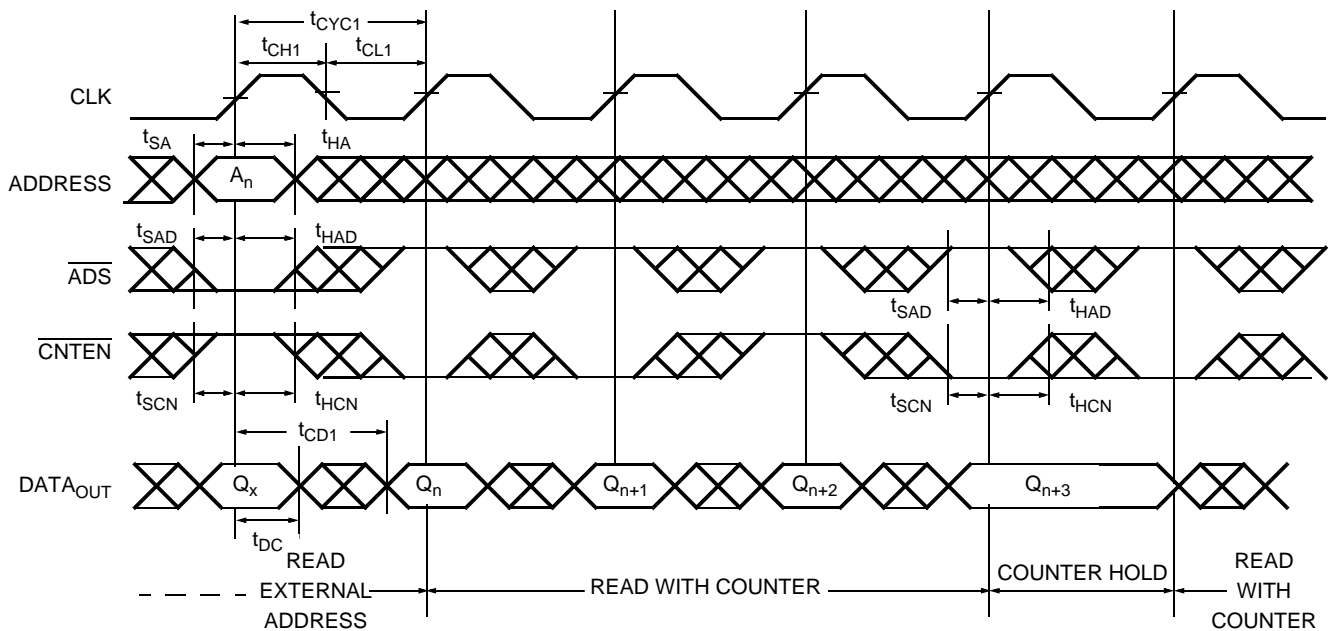 tCYC1
tCH1 tCL1
CLK
tSA tHA
ADDRESS An
tSAD tHAD
ADS
tSAD tHAD
CNTEN
tSCN tHCN tSCN tHCN
tCD1
DATAOUT Qx Qn Qn+1 Qn+2 Qn+3
tDC
READ EXTERNAL ADDRESS
READ WITH COUNTER
COUNTER HOLD
READ WITH COUNTER